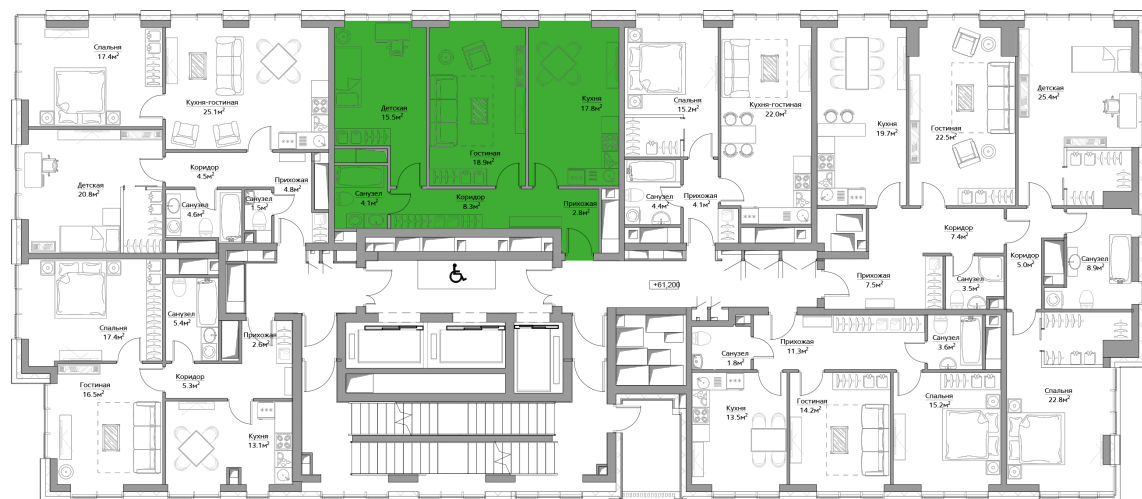 Спальня
17.4м²
Кухня-гостиная
25.1м²
Детская
15.5м²
Гостиная
18.9м²
Кухня
17.8м²
Спальня
15.2м²
Кухня-гостиная
22.0м²
Кухня
19.7м²
Гостиная
22.5м²
Детская
25.4м²
Детская
20.8м²
Коридор
4.5м²
Прихожая
4.8м²
Санузел
4.6м²
Санузел
1.5м²
Санузел
4.1м²
Коридор
8.3м²
Прихожая
2.8м²
Санузел
4.4м²
Прихожая
4.1м²
Коридор
7.4м²
Коридор
5.0м²
Санузел
8.9м²
Прихожая
7.5м²
Санузел
3.5м²
+61,200
Спальня
17.4м²
Санузел
5.4м²
Прихожая
2.6м²
Коридор
5.3м²
Гостиная
16.5м²
Кухня
13.1м²
Санузел
1.8м²
Прихожая
11.3м²
Санузел
3.6м²
Кухня
13.5м²
Гостиная
14.2м²
Спальня
15.2м²
Спальня
22.8м²